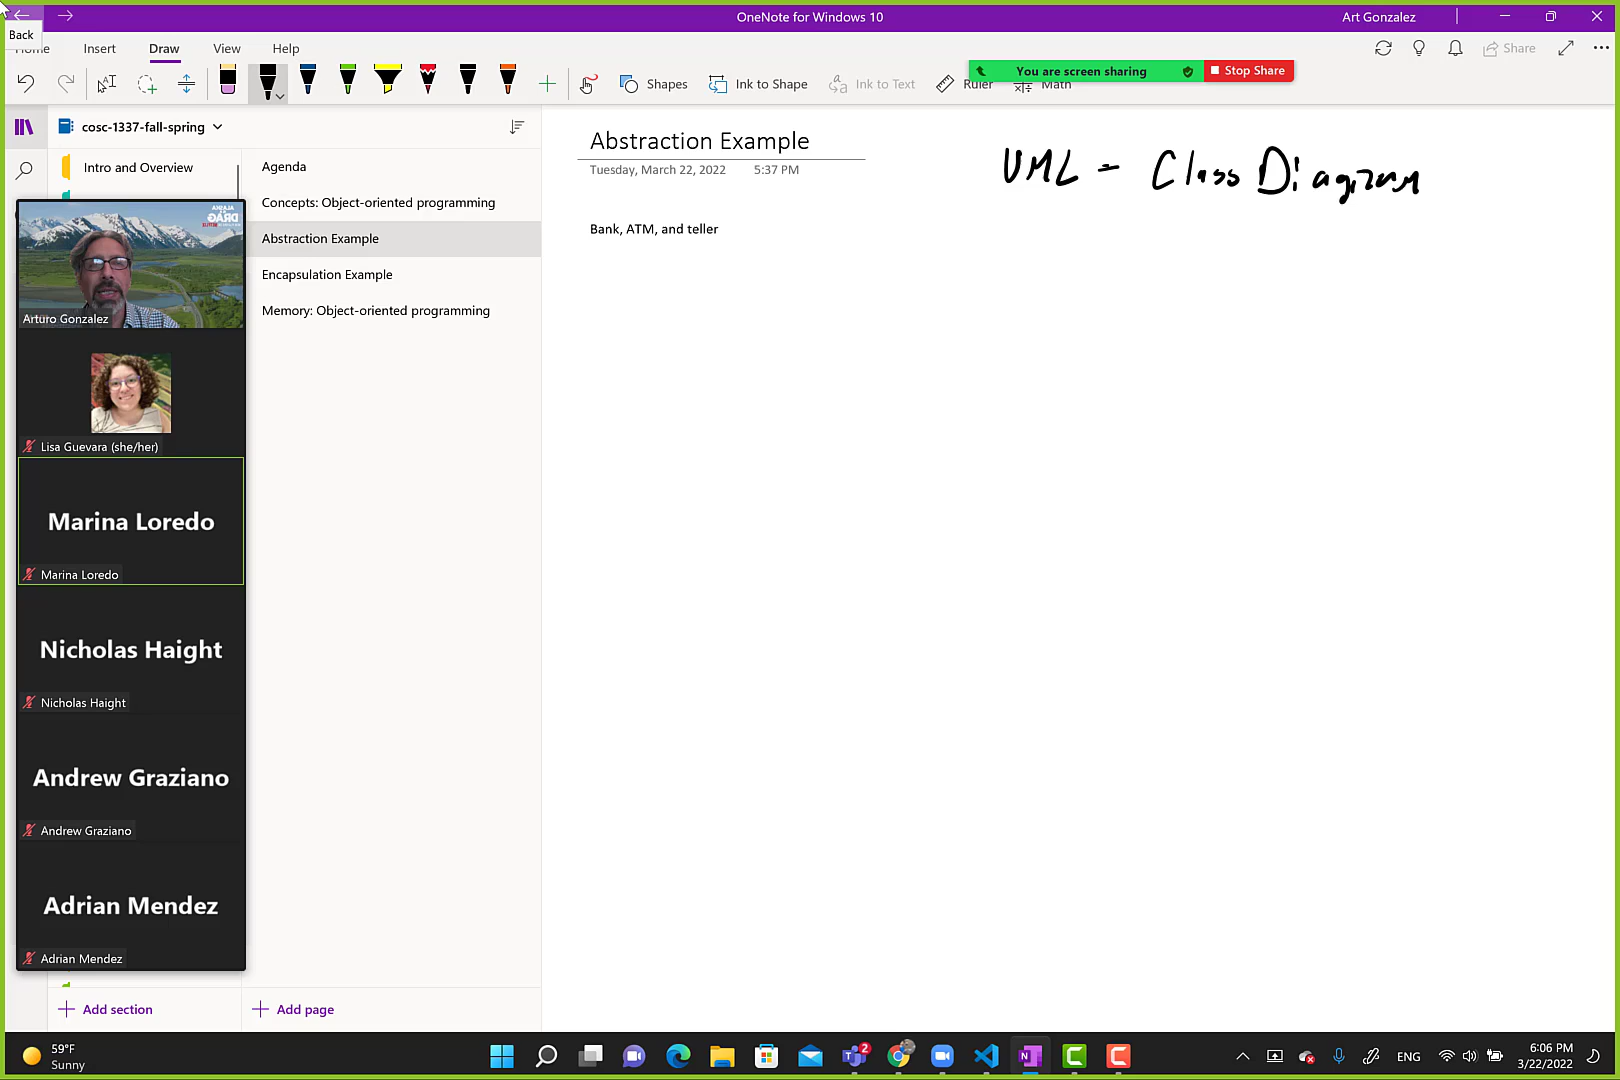 OneNote for Windows 10
Art Gonzalez
Back
Home
Insert
Draw
View
Help
Share
You are screen sharing
Stop Share
Shapes
Ink to Shape
Ink to Text
Ruler
Math
cosc-1337-fall-spring
Intro and Overview
Agenda
Concepts: Object-oriented programming
Abstraction Example
Encapsulation Example
Memory: Object-oriented programming
Abstraction Example
Tuesday, March 22, 2022 5:37 PM
UML - Class Diagram
Bank, ATM, and teller
Arturo Gonzalez
Lisa Guevara (she/her)
Marina Loredo
Marina Loredo
Nicholas Haight
Nicholas Haight
Andrew Graziano
Andrew Graziano
Adrian Mendez
Adrian Mendez
Add section
Add page
59°F
Sunny
2
ENG
6:06 PM
3/22/2022